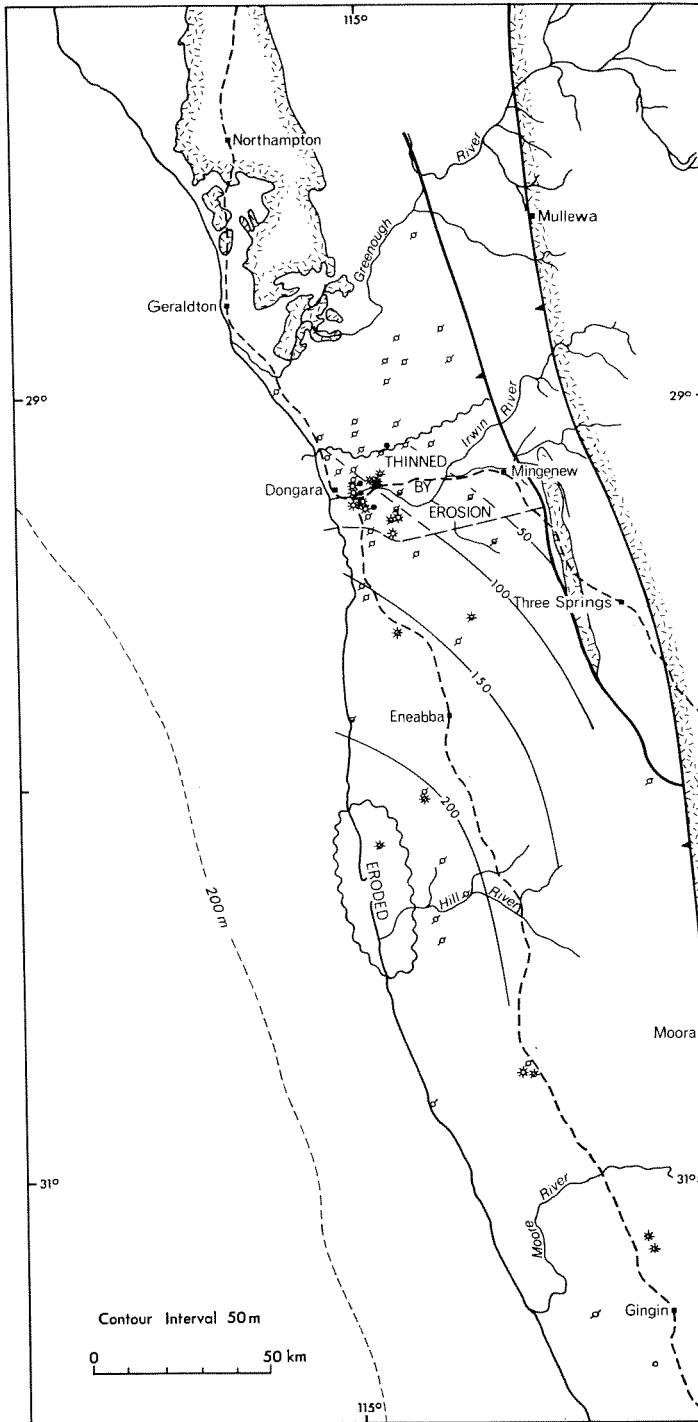 115°
Northampton
River
Mullewa
Greenough
Geraldton
29°
29°
River
Irwin
THINNED
Mingenew
Dongara
BY
EROSION
50
100
Three Springs
150
Eneabba
200
ERODED
Hill River
200 m
Moora
31°
River
31°
Moore
Contour Interval 50 m
Gingin
0 50 km
115°